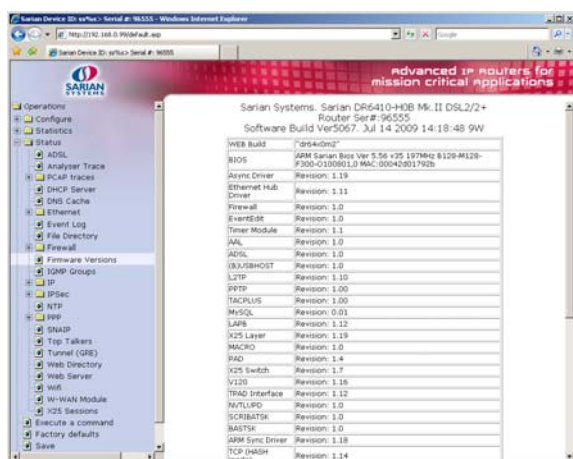 Sarian Device ID: ss%s> Serial #: 96555 - Windows Internet Explorer
http://192.168.0.99/default.asp
Google
Sarian Device ID: ss%s> Serial #: 96555
SARIAN
SYSTEMS
Advanced IP Routers for
mission critical applications
Operations
Configure
Statistics
Status
ADSL
Analyser Trace
PCAP traces
DHCP Server
DNS Cache
Ethernet
Event Log
File Directory
Firewall
Firmware Versions
IGMP Groups
IP
IPSec
NTP
PPP
SNAIP
Top Talkers
Tunnel (GRE)
Web Directory
Web Server
Wifi
W-WAN Module
X25 Sessions
Execute a command
Factory defaults
Save
Sarian Systems. Sarian DR6410-H0B Mk.II DSL2/2+
Router Ser#:96555
Software Build Ver5067. Jul 14 2009 14:18:48 9W
WEB Build "dr64x0m2"
BIOS ARM Sarian Bios Ver 5.56 v35 197MHz B128-M128-
F300-O100801,0 MAC:00042d01792b
Async Driver Revision: 1.19
Ethernet Hub
Driver Revision: 1.11
Firewall Revision: 1.0
EventEdit Revision: 1.0
Timer Module Revision: 1.1
AAL Revision: 1.0
ADSL Revision: 1.0
(B)USBHOST Revision: 1.0
L2TP Revision: 1.10
PPTP Revision: 1.00
TACPLUS Revision: 1.00
MySQL Revision: 0.01
LAPB Revision: 1.12
X25 Layer Revision: 1.19
MACRO Revision: 1.0
PAD Revision: 1.4
X25 Switch Revision: 1.7
V120 Revision: 1.16
TPAD Interface Revision: 1.12
NVTLUPD Revision: 1.0
SCRIBATSK Revision: 1.0
BASTSK Revision: 1.0
ARM Sync Driver Revision: 1.18
TCP (HASH Revision: 1.14